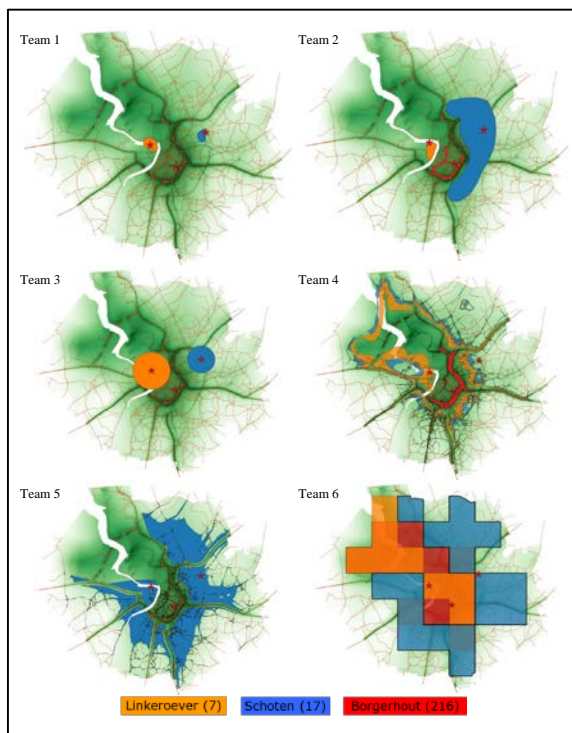 Team 1
Team 2
Team 3
Team 4
Team 5
Team 6
Linkeroever (7)
Schoten (17)
Borgerhout (216)